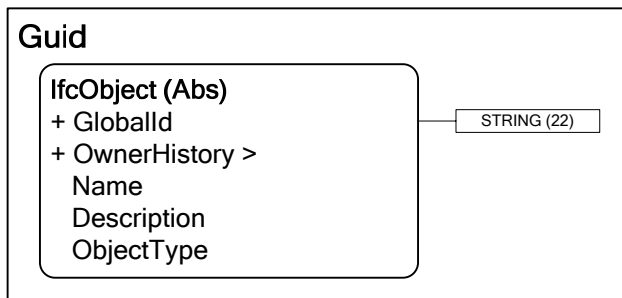 Guid
IfcObject (Abs)
+ GlobalId
STRING (22)
+ OwnerHistory >
Name
Description
ObjectType